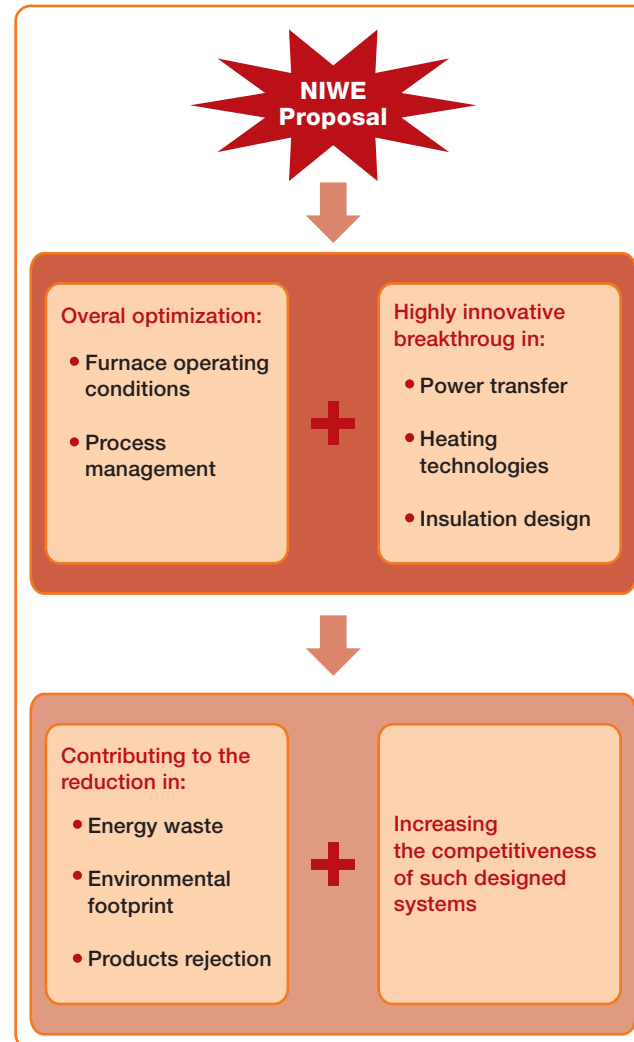 NIWE
Proposal
Overal optimization:
• Furnace operating
conditions
• Process
management
+
Highly innovative
breakthroug in:
• Power transfer
• Heating
technologies
• Insulation design
Contributing to the
reduction in:
• Energy waste
• Environmental
footprint
• Products rejection
+
Increasing
the competitiveness
of such designed
systems